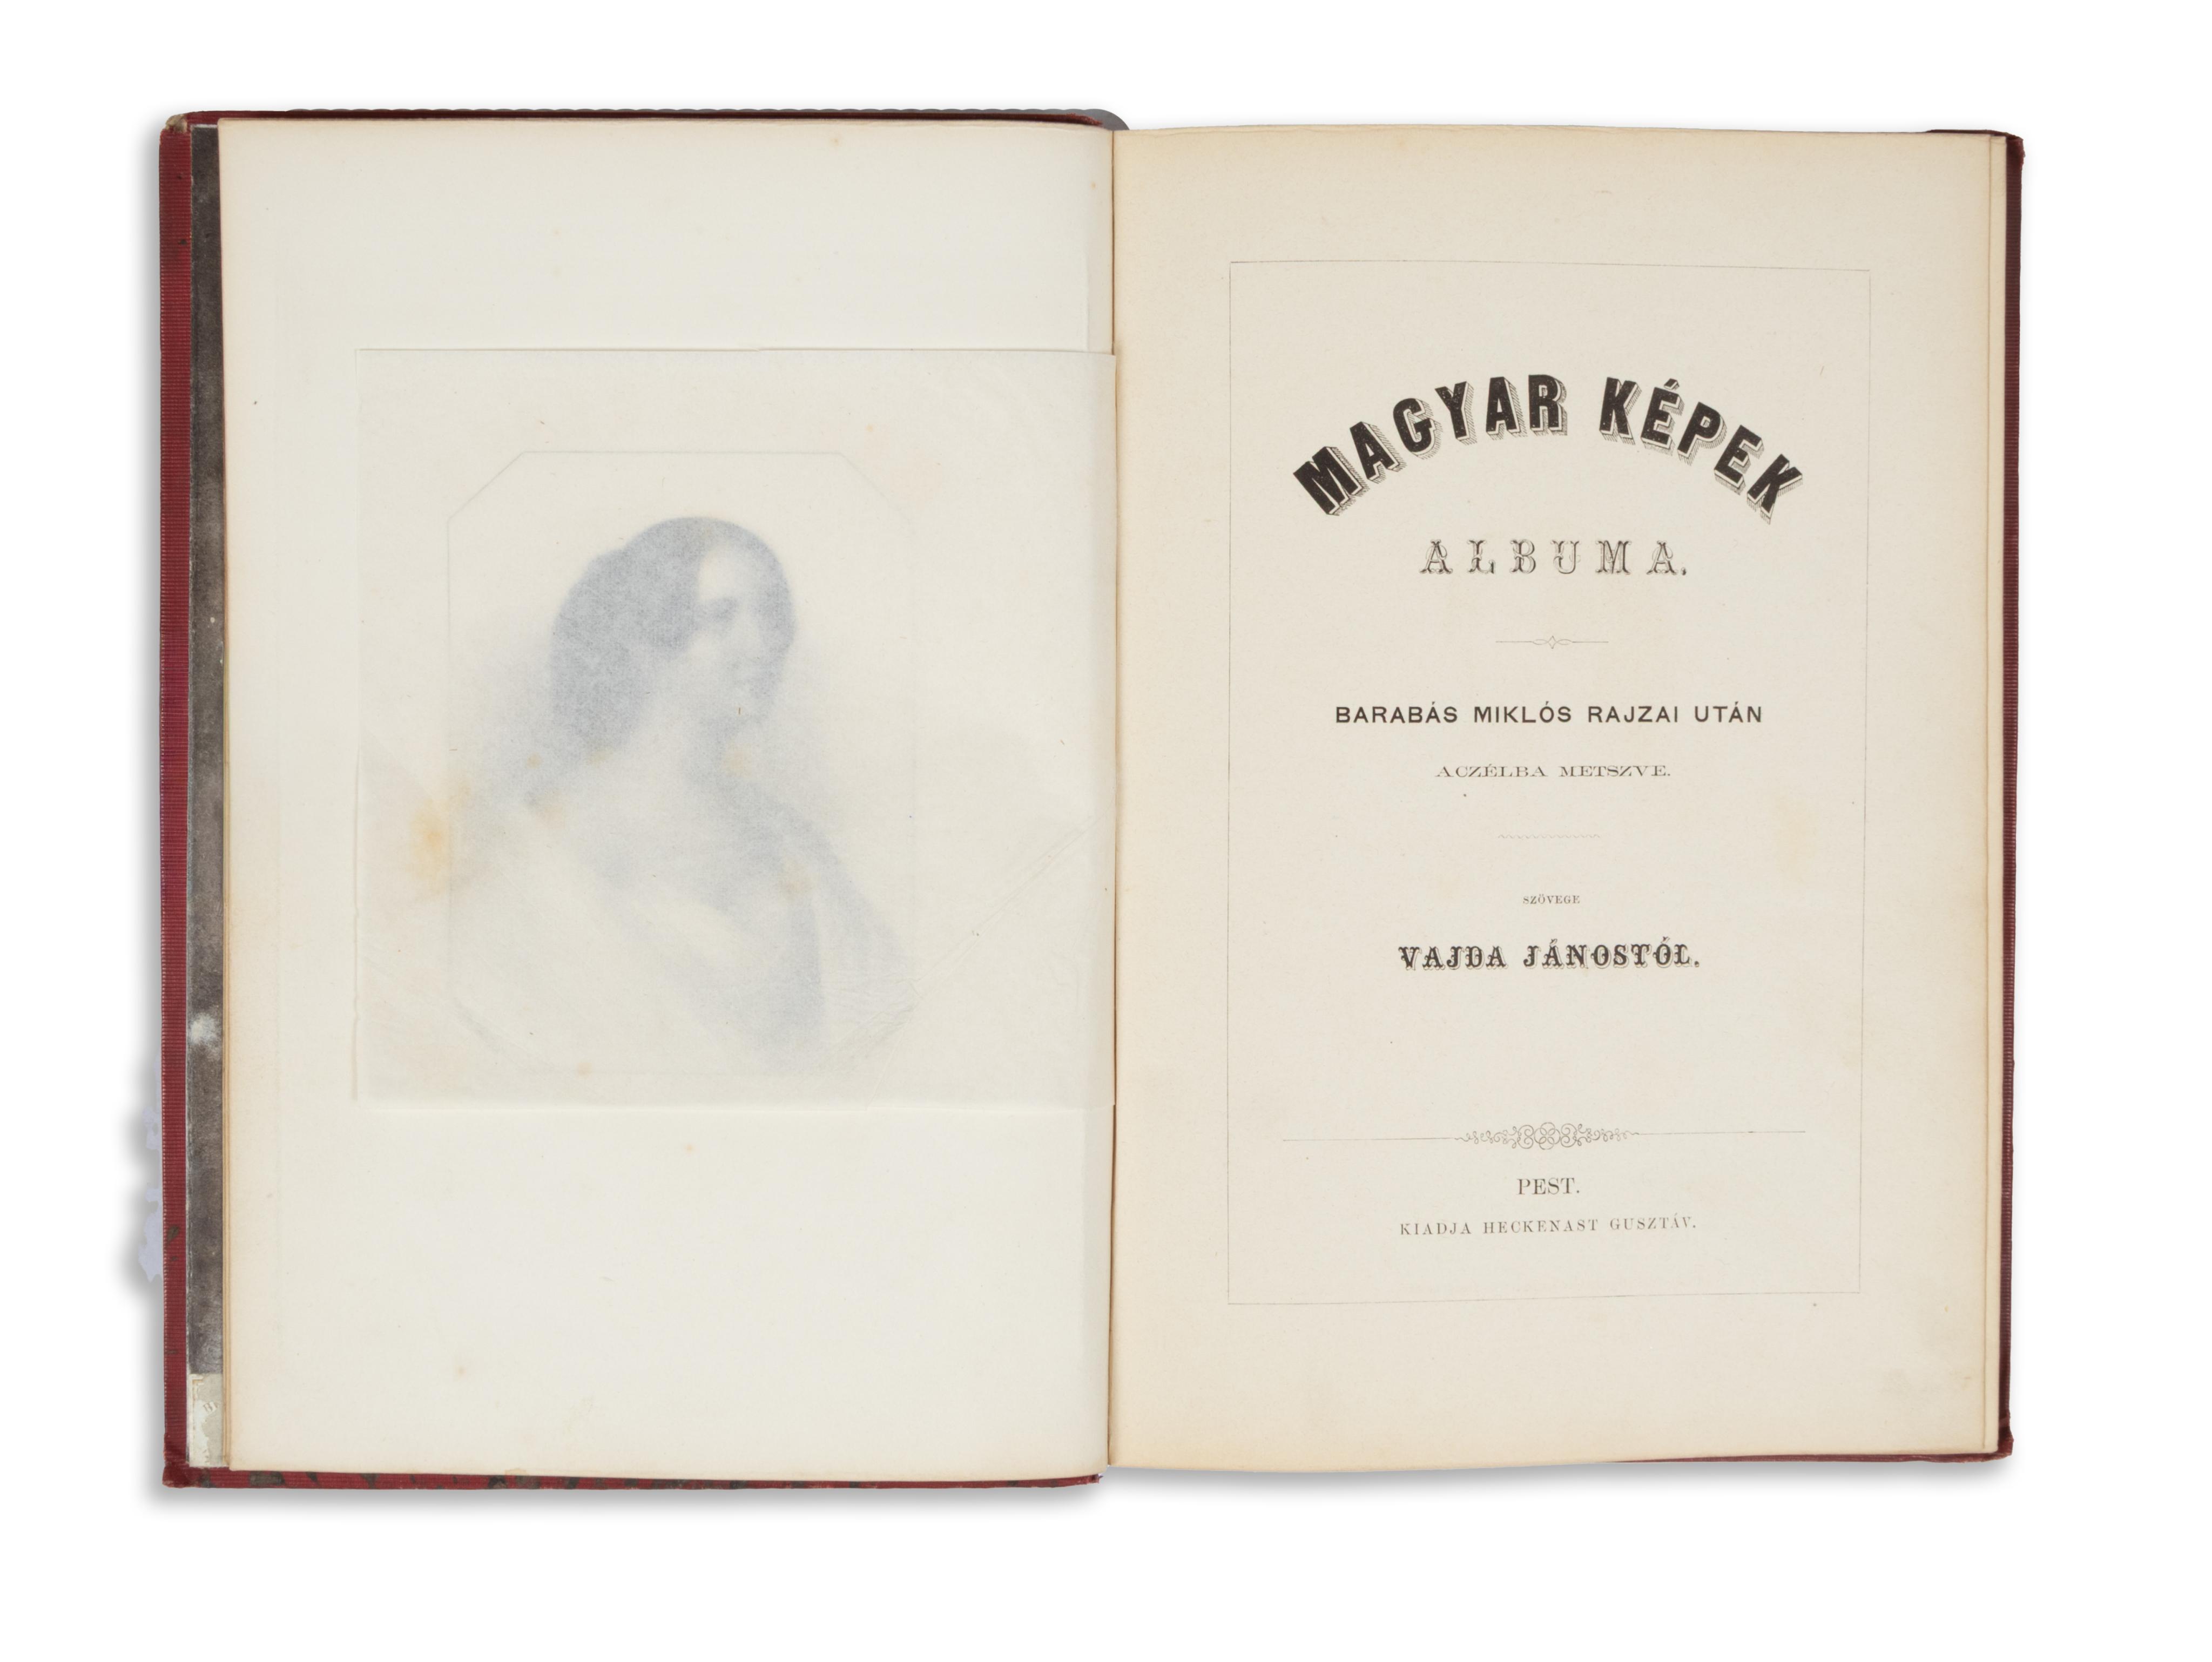 MAGYAR KÉPEK
ALBUMA.
BARABÁS MIKLÓS RAJZAI UTÁN
ACZÉLBA METSZVE.
SZÖVEGE
VAJDA JÁNOSTÓL.
PEST.
KIADJA HECKENAST GUSZTÁV.